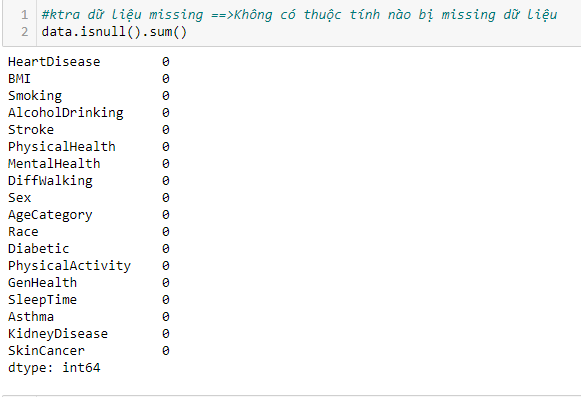 1 #ktra dữ liệu missing ==>Không có thuộc tính nào bị missing dữ liệu
2 data.isnull().sum()
HeartDisease 0
BMI 0
Smoking 0
AlcoholDrinking 0
Stroke 0
PhysicalHealth 0
MentalHealth 0
DiffWalking 0
Sex 0
AgeCategory 0
Race 0
Diabetic 0
PhysicalActivity 0
GenHealth 0
SleepTime 0
Asthma 0
KidneyDisease 0
SkinCancer 0
dtype: int64